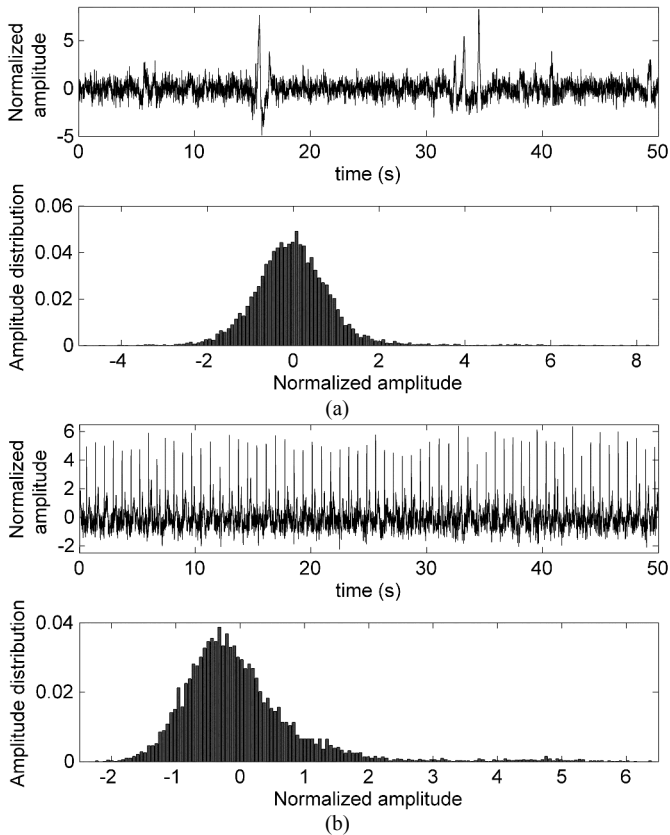 Normalized
amplitude
5
0
-5
0 10 20 30 40 50
time (s)
Amplitude distribution
0.06
0.04
0.02
0
-4 -2 0 2 4 6 8
Normalized amplitude
(a)
Normalized
amplitude
6
4
2
0
-2
0 10 20 30 40 50
time (s)
Amplitude distribution
0.04
0.02
0
-2 -1 0 1 2 3 4 5 6
Normalized amplitude
(b)